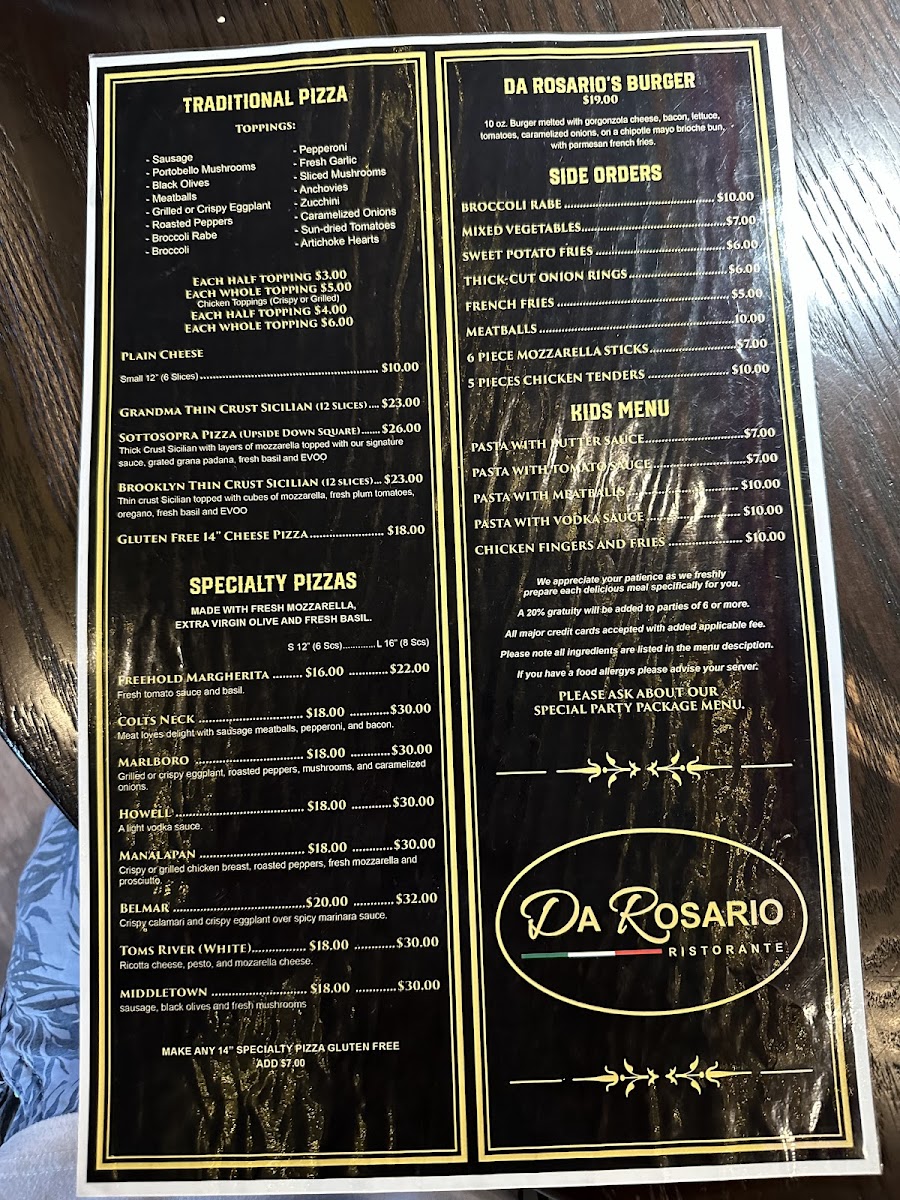 TRADITIONAL PIZZA
TOPPINGS:
- Sausage
- Portobello Mushrooms
- Black Olives
- Meatballs
- Grilled or Crispy Eggplant
- Roasted Peppers
- Broccoli Rabe
- Broccoli
- Pepperoni
- Fresh Garlic
- Sliced Mushrooms
- Anchovies
- Zucchini
- Caramelized Onions
- Sun-dried Tomatoes
- Artichoke Hearts
EACH HALF TOPPING $3.00
EACH WHOLE TOPPING $5.00
Chicken Toppings (Crispy or Grilled)
EACH HALF TOPPING $4.00
EACH WHOLE TOPPING $6.00
PLAIN CHEESE
Small 12" (6 Slices) ........ $10.00
GRANDMA THIN CRUST SICILIAN (12 SLICES) .... $23.00
SOTTOSOPRA PIZZA (UPSIDE DOWN SQUARE) ....... $26.00
Thick Crust Sicilian with layers of mozzarella topped with our signature
sauce, grated grana padana, fresh basil and EVOO
BROOKLYN THIN CRUST SICILIAN (12 SLICES)... $23.00
Thin crust Sicilian topped with cubes of mozzarella, fresh plum tomatoes,
oregano, fresh basil and EVOO
GLUTEN FREE 14" CHEESE PIZZA ........ $18.00
SPECIALTY PIZZAS
MADE WITH FRESH MOZZARELLA,
EXTRA VIRGIN OLIVE AND FRESH BASIL.
S 12" (6 Scs) ............ L 16" (8 Scs)
FREEHOLD MARGHERITA ........ $16.00 ........ $22.00
Fresh tomato sauce and basil.
COLTS NECK ........ $18.00 ........ $30.00
Meat loves delight with sausage meatballs, pepperoni, and bacon.
MARLBORO ........ $18.00 ........ $30.00
Grilled or crispy eggplant, roasted peppers, mushrooms, and caramelized
onions.
HOWELL ........ $18.00 ........ $30.00
A light vodka sauce.
MANALAPAN ........ $18.00 ........ $30.00
Crispy or grilled chicken breast, roasted peppers, fresh mozzarella and
prosciutto.
BELMAR ........ $20.00 ........ $32.00
Crispy calamari and crispy eggplant over spicy marinara sauce.
TOMS RIVER (WHITE) ........ $18.00 ........ $30.00
Ricotta cheese, pesto, and mozarella cheese.
MIDDLETOWN ........ $18.00 ........ $30.00
sausage, black olives and fresh mushrooms
MAKE ANY 14" SPECIALTY PIZZA GLUTEN FREE
ADD $7.00
DA ROSARIO'S BURGER
$19.00
10 oz. Burger melted with gorgonzola cheese, bacon, lettuce,
tomatoes, caramelized onions, on a chipotle mayo brioche bun,
with parmesan french fries.
SIDE ORDERS
BROCCOLI RABE ........ $10.00
MIXED VEGETABLES ........ $7.00
SWEET POTATO FRIES ........ $6.00
THICK-CUT ONION RINGS ........ $6.00
FRENCH FRIES ........ $5.00
MEATBALLS ........ 10.00
6 PIECE MOZZARELLA STICKS ........ $7.00
5 PIECES CHICKEN TENDERS ........ $10.00
KIDS MENU
PASTA WITH BUTTER SAUCE ........ $7.00
PASTA WITH TOMATO SAUCE ........ $7.00
PASTA WITH MEATBALLS ........ $10.00
PASTA WITH VODKA SAUCE ........ $10.00
CHICKEN FINGERS AND FRIES ........ $10.00
We appreciate your patience as we freshly
prepare each delicious meal specifically for you.
A 20% gratuity will be added to parties of 6 or more.
All major credit cards accepted with added applicable fee.
Please note all ingredients are listed in the menu desciption.
If you have a food allergys please advise your server.
PLEASE ASK ABOUT OUR
SPECIAL PARTY PACKAGE MENU.
DA ROSARIO
RISTORANTE